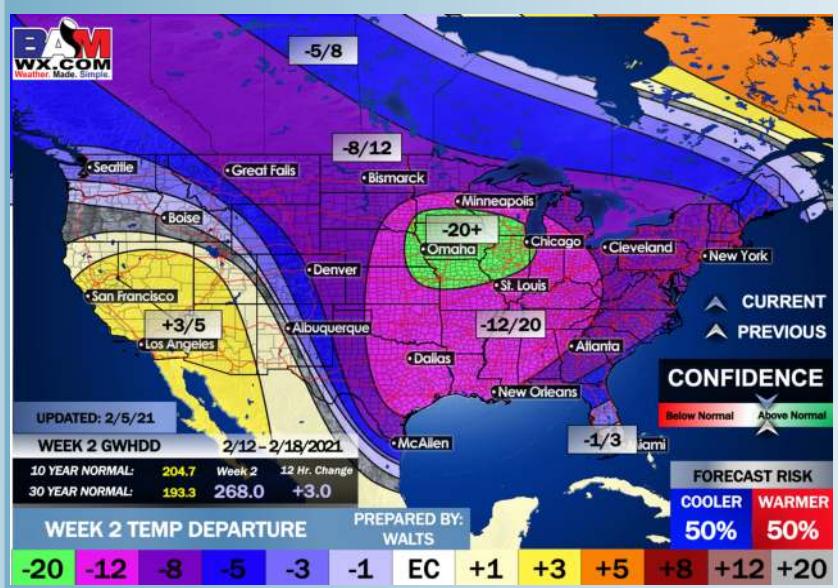 BAM
WX.COM
Weather. Made. Simple.
-5/8
-8/12
Seattle
Great Falls
Bismarck
Minneapolis
Boise
-20+
Omaha
Chicago
Cleveland
New York
Denver
St. Louis
San Francisco
+3/5
Los Angeles
Albuquerque
-12/20
Atlanta
Dallas
New Orleans
McAllen
-1/3
Miami
CURRENT
PREVIOUS
CONFIDENCE
Below Normal Above Normal
UPDATED: 2/5/21
WEEK 2 GWHDD 2/12 – 2/18/2021
10 YEAR NORMAL: 204.7 Week 2 12 Hr. Change
30 YEAR NORMAL: 193.3 268.0 +3.0
FORECAST RISK
COOLER WARMER
50% 50%
WEEK 2 TEMP DEPARTURE
PREPARED BY:
WALTS
-20 -12 -8 -5 -3 -1 EC +1 +3 +5 +8 +12 +20